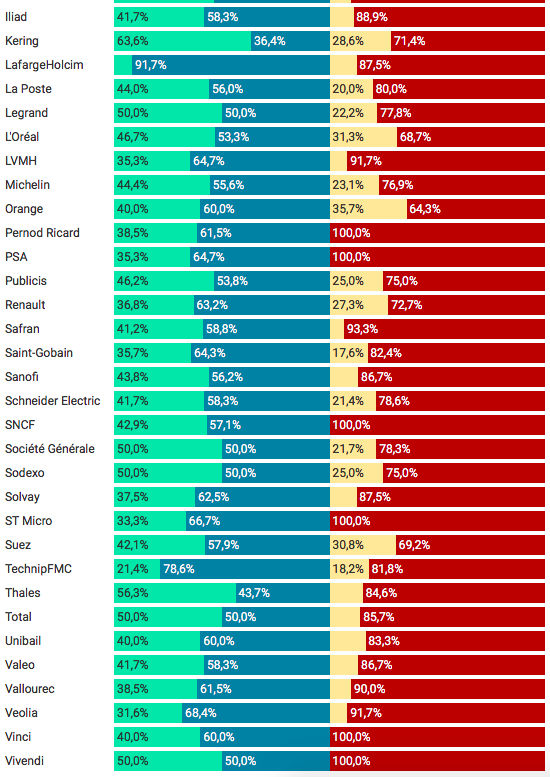 Iliad 41,7% 58,3% 88,9%
Kering 63,6% 36,4% 28,6% 71,4%
LafargeHolcim 91,7% 87,5%
La Poste 44,0% 56,0% 20,0% 80,0%
Legrand 50,0% 50,0% 22,2% 77,8%
L'Oréal 46,7% 53,3% 31,3% 68,7%
LVMH 35,3% 64,7% 91,7%
Michelin 44,4% 55,6% 23,1% 76,9%
Orange 40,0% 60,0% 35,7% 64,3%
Pernod Ricard 38,5% 61,5% 100,0%
PSA 35,3% 64,7% 100,0%
Publicis 46,2% 53,8% 25,0% 75,0%
Renault 36,8% 63,2% 27,3% 72,7%
Safran 41,2% 58,8% 93,3%
Saint-Gobain 35,7% 64,3% 17,6% 82,4%
Sanofi 43,8% 56,2% 86,7%
Schneider Electric 41,7% 58,3% 21,4% 78,6%
SNCF 42,9% 57,1% 100,0%
Société Générale 50,0% 50,0% 21,7% 78,3%
Sodexo 50,0% 50,0% 25,0% 75,0%
Solvay 37,5% 62,5% 87,5%
ST Micro 33,3% 66,7% 100,0%
Suez 42,1% 57,9% 30,8% 69,2%
TechnipFMC 21,4% 78,6% 18,2% 81,8%
Thales 56,3% 43,7% 84,6%
Total 50,0% 50,0% 85,7%
Unibail 40,0% 60,0% 83,3%
Valeo 41,7% 58,3% 86,7%
Vallourec 38,5% 61,5% 90,0%
Veolia 31,6% 68,4% 91,7%
Vinci 40,0% 60,0% 100,0%
Vivendi 50,0% 50,0% 100,0%